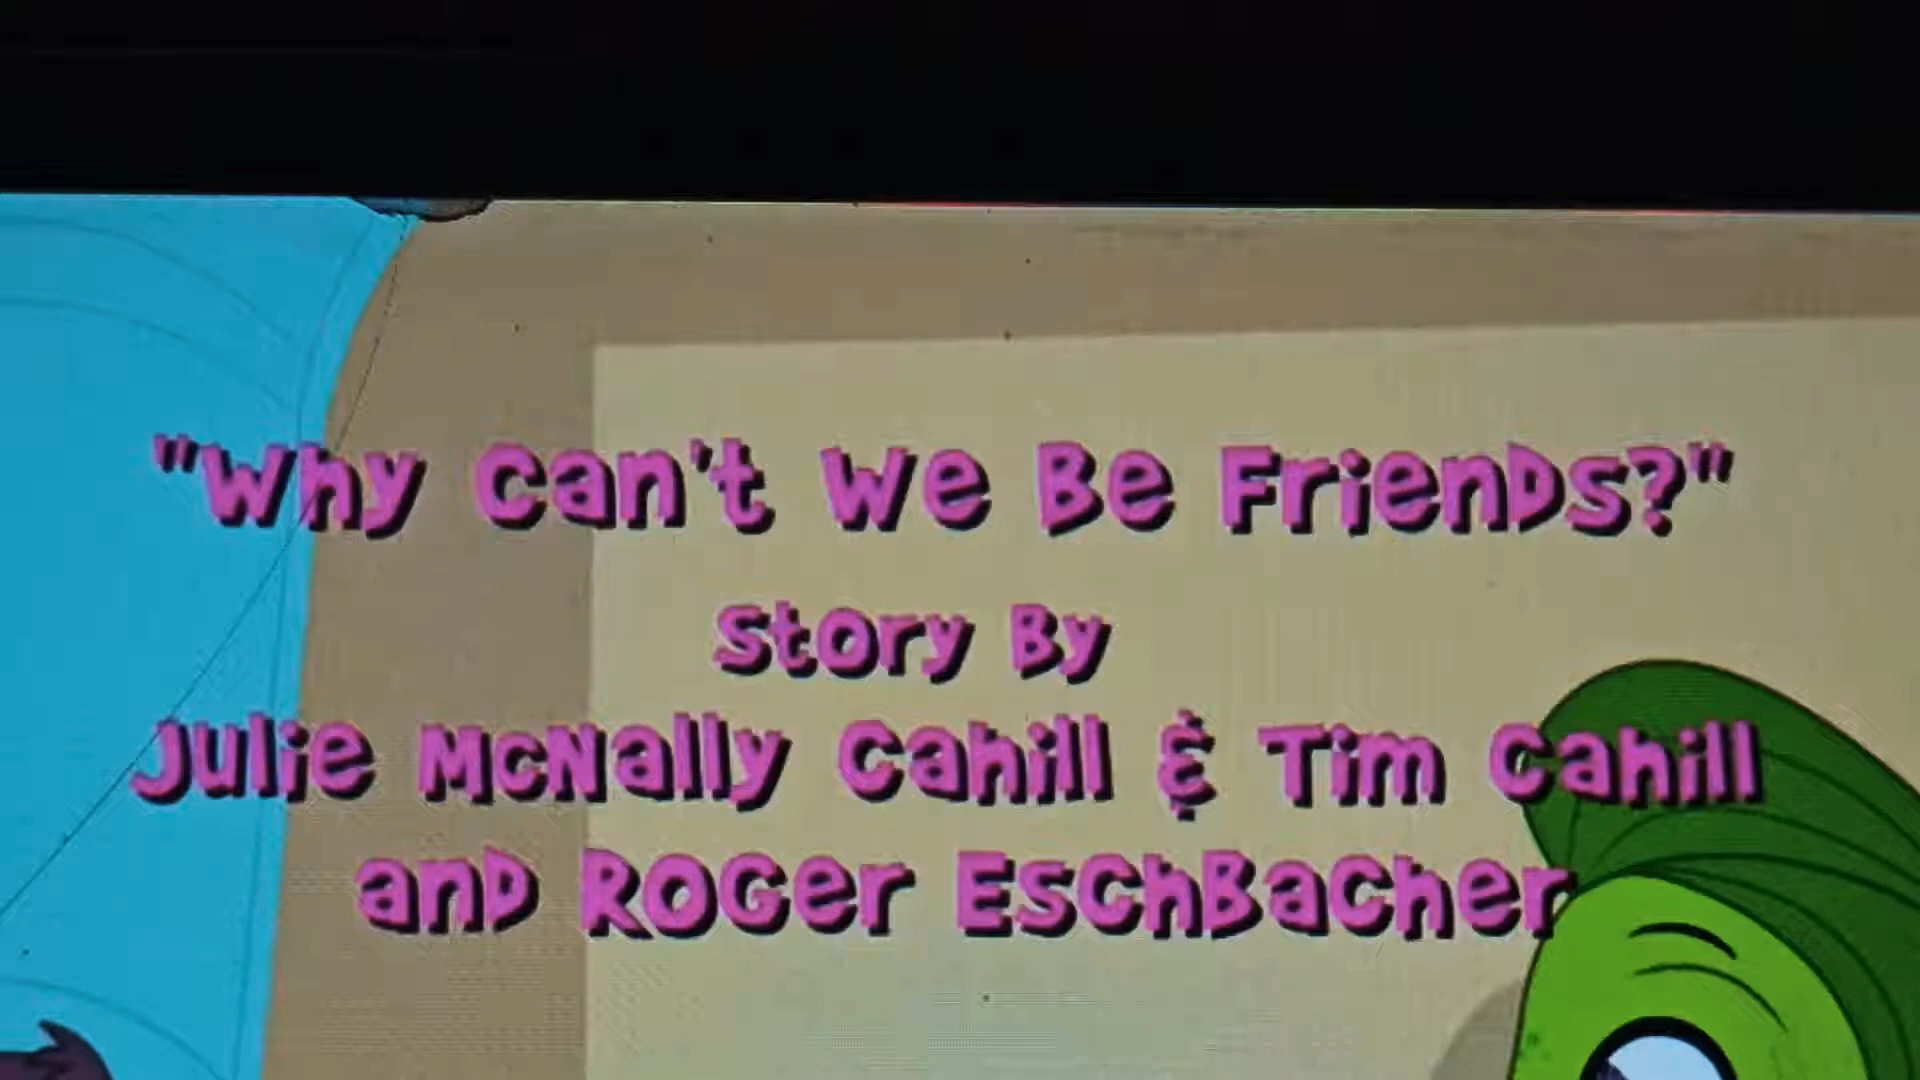 "Why Can't We Be Friends?"
Story By
Julie McNally Cahill & Tim Cahill
and Roger Eschbacher